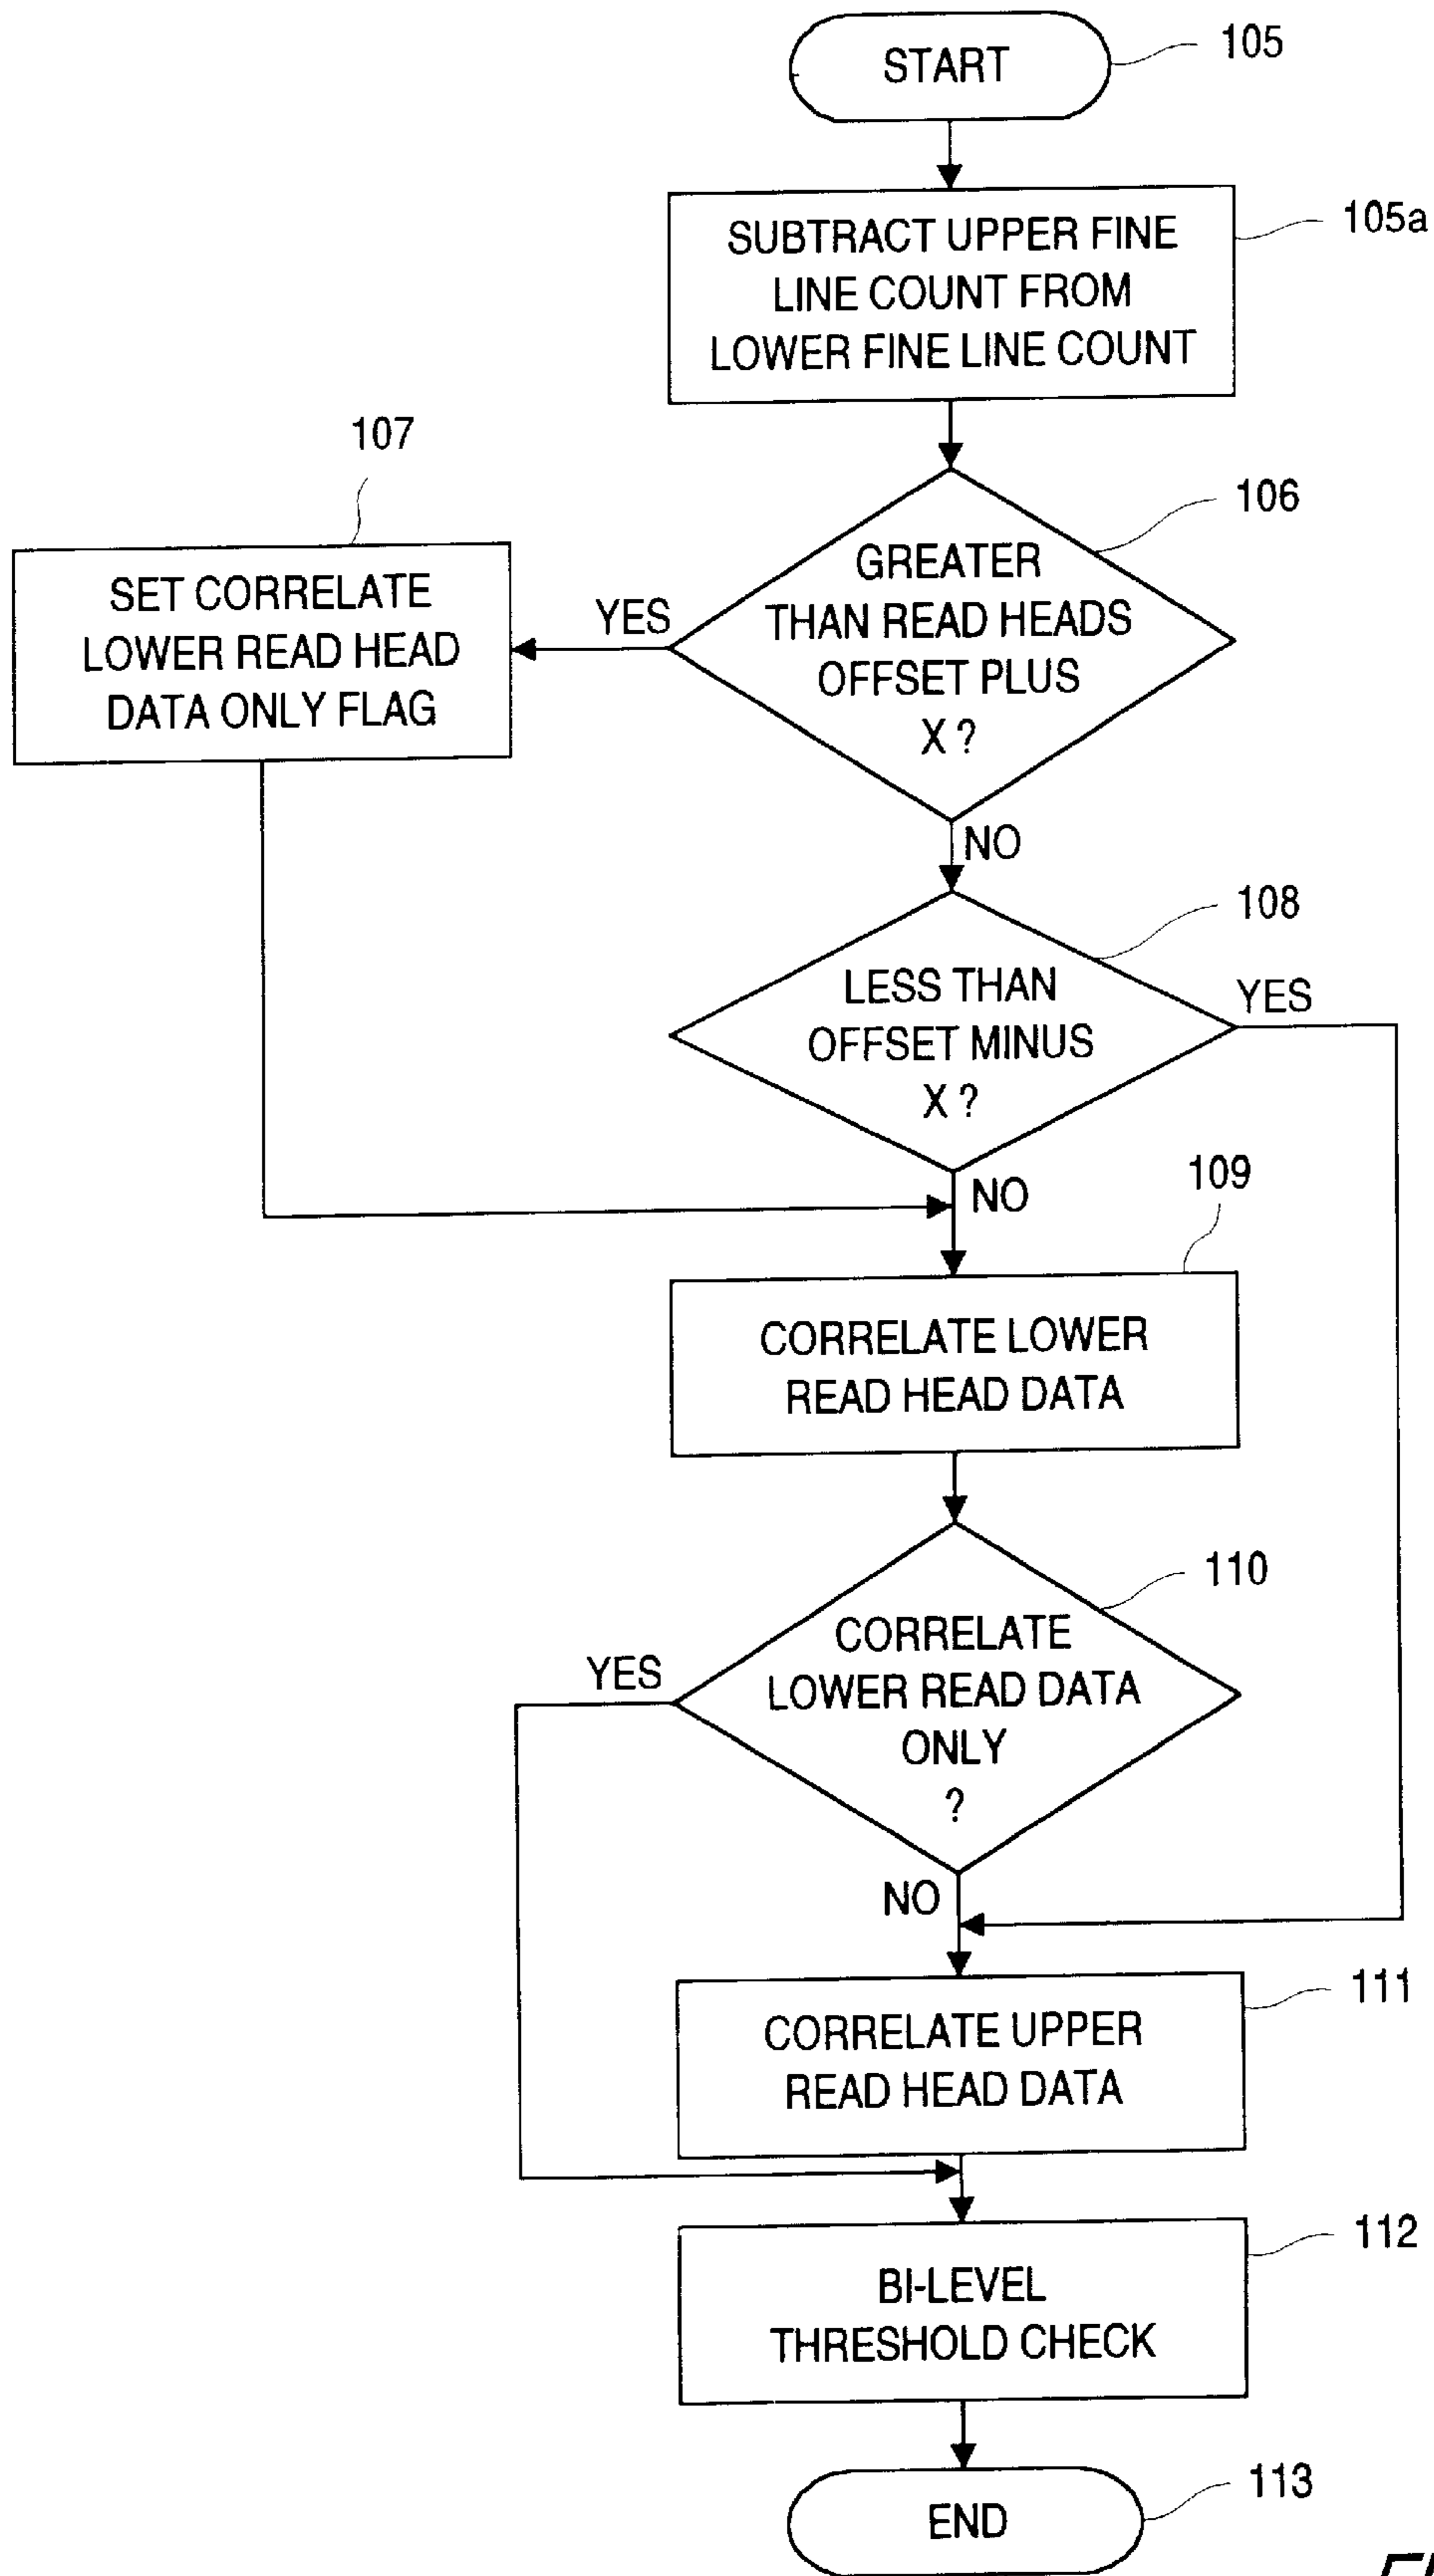 START
105
SUBTRACT UPPER FINE
LINE COUNT FROM
LOWER FINE LINE COUNT
105a
107
SET CORRELATE
LOWER READ HEAD
DATA ONLY FLAG
YES
GREATER
THAN READ HEADS
OFFSET PLUS
X ?
106
NO
LESS THAN
OFFSET MINUS
X ?
108
YES
NO
109
CORRELATE LOWER
READ HEAD DATA
YES
CORRELATE
LOWER READ DATA
ONLY
?
110
NO
CORRELATE UPPER
READ HEAD DATA
111
BI-LEVEL
THRESHOLD CHECK
112
END
113